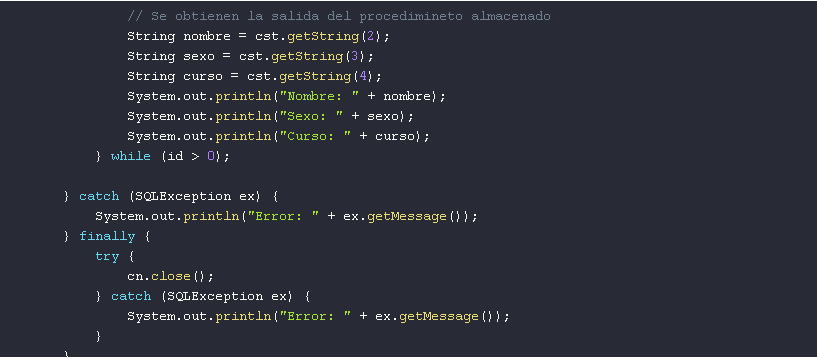 // Se obtienen la salida del procedimineto almacenado
String nombre = cst.getString(2);
String sexo = cst.getString(3);
String curso = cst.getString(4);
System.out.println("Nombre: " + nombre);
System.out.println("Sexo: " + sexo);
System.out.println("Curso: " + curso);
} while (id > 0);
} catch (SQLException ex) {
System.out.println("Error: " + ex.getMessage());
} finally {
try {
cn.close();
} catch (SQLException ex) {
System.out.println("Error: " + ex.getMessage());
}
}